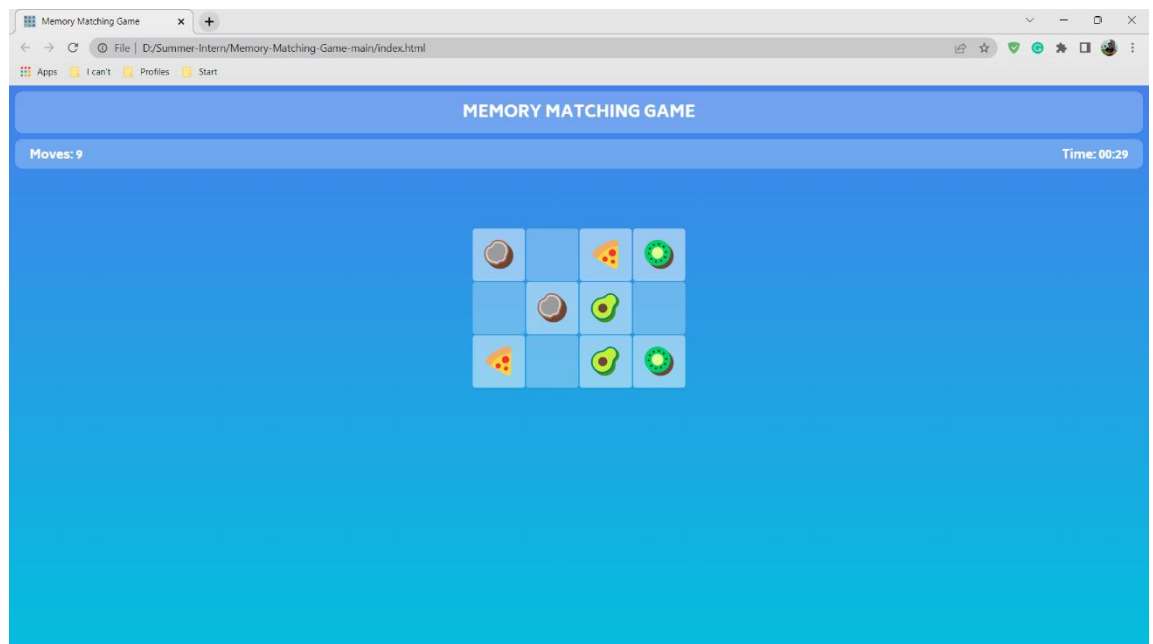 Memory Matching Game
File | D:/Summer-Intern/Memory-Matching-Game-main/index.html
Apps I can't Profiles Start
MEMORY MATCHING GAME
Moves: 9 Time: 00:29